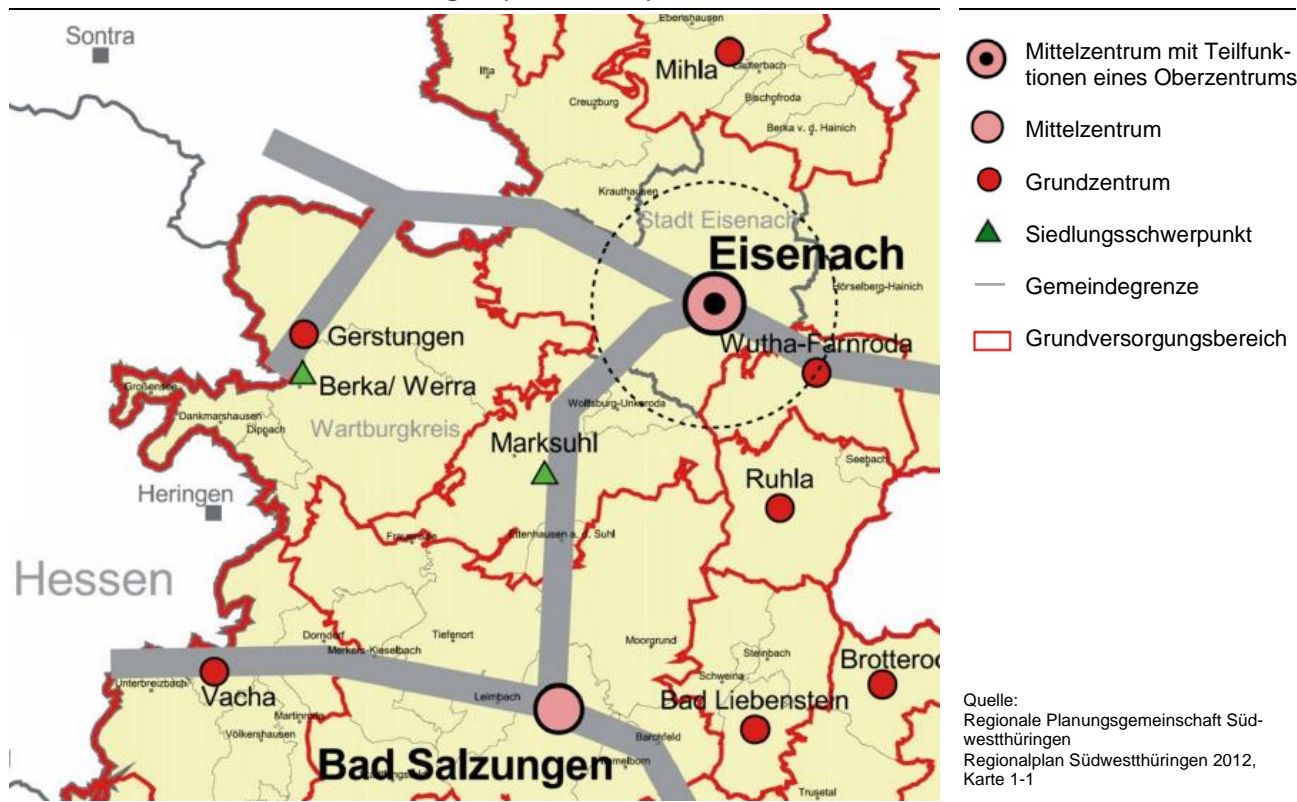 Sontra
Ebenshausen
Mihla
Lauterbach
Ifta
Creuzburg
Bischofroda
Berka v. d. Hainich
Krauthausen
Stadt Eisenach
Eisenach
Hörselberg-Hainich
Gerstungen
Wutha-Farnroda
Großensee
Berka/ Werra
Dankmarshausen
Dippach
Wartburgkreis
Wolfsburg-Unkeroda
Marksuhl
Seebach
Ruhla
Heringen
Frauensee
Ettenhausen a. d. Suhl
Hessen
Dorndorf
Tiefenort
Merkers-Kieselbach
Moorgrund
Steinbach
Schweina
Brotterod
Unterbreizbach
Vacha
Leimbach
Bad Liebenstein
Martinroda
Völkershausen
Barchfeld
Bad Salzungen
Trusetal
Mittelzentrum mit Teilfunk-
tionen eines Oberzentrums
Mittelzentrum
Grundzentrum
Siedlungsschwerpunkt
Gemeindegrenze
Grundversorgungsbereich
Quelle:
Regionale Planungsgemeinschaft Süd-
westthüringen
Regionalplan Südwestthüringen 2012,
Karte 1-1